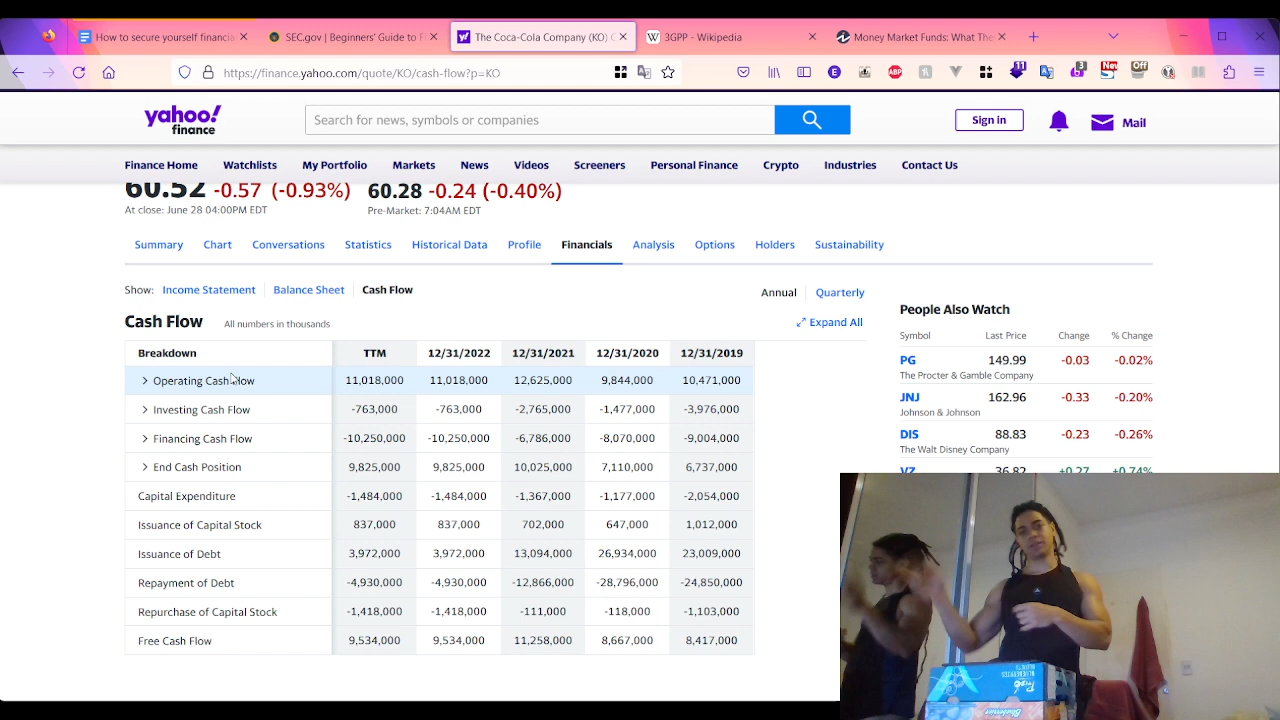 How to secure yourself financial
SEC.gov | Beginners' Guide to F
The Coca-Cola Company (KO) C
3GPP - Wikipedia
Money Market Funds: What The
https://finance.yahoo.com/quote/KO/cash-flow?p=KO
11
3
New
Off
ABP
yahoo!
finance
Search for news, symbols or companies
Sign in
Mail
Finance Home Watchlists My Portfolio Markets News Videos Screeners Personal Finance Crypto Industries Contact Us
60.52 -0.57 (-0.93%) 60.28 -0.24 (-0.40%)
At close: June 28 04:00PM EDT Pre-Market: 7:04AM EDT
Summary Chart Conversations Statistics Historical Data Profile Financials Analysis Options Holders Sustainability
Show: Income Statement Balance Sheet Cash Flow Annual Quarterly
Cash Flow All numbers in thousands Expand All
Breakdown TTM 12/31/2022 12/31/2021 12/31/2020 12/31/2019
Operating Cash Flow 11,018,000 11,018,000 12,625,000 9,844,000 10,471,000
Investing Cash Flow -763,000 -763,000 -2,765,000 -1,477,000 -3,976,000
Financing Cash Flow -10,250,000 -10,250,000 -6,786,000 -8,070,000 -9,004,000
End Cash Position 9,825,000 9,825,000 10,025,000 7,110,000 6,737,000
Capital Expenditure -1,484,000 -1,484,000 -1,367,000 -1,177,000 -2,054,000
Issuance of Capital Stock 837,000 837,000 702,000 647,000 1,012,000
Issuance of Debt 3,972,000 3,972,000 13,094,000 26,934,000 23,009,000
Repayment of Debt -4,930,000 -4,930,000 -12,866,000 -28,796,000 -24,850,000
Repurchase of Capital Stock -1,418,000 -1,418,000 -111,000 -118,000 -1,103,000
Free Cash Flow 9,534,000 9,534,000 11,258,000 8,667,000 8,417,000
People Also Watch
Symbol Last Price Change % Change
PG 149.99 -0.03 -0.02%
The Procter & Gamble Company
JNJ 162.96 -0.33 -0.20%
Johnson & Johnson
DIS 88.83 -0.23 -0.26%
The Walt Disney Company
VZ 36.82 +0.27 +0.74%
BLUEBERRIES